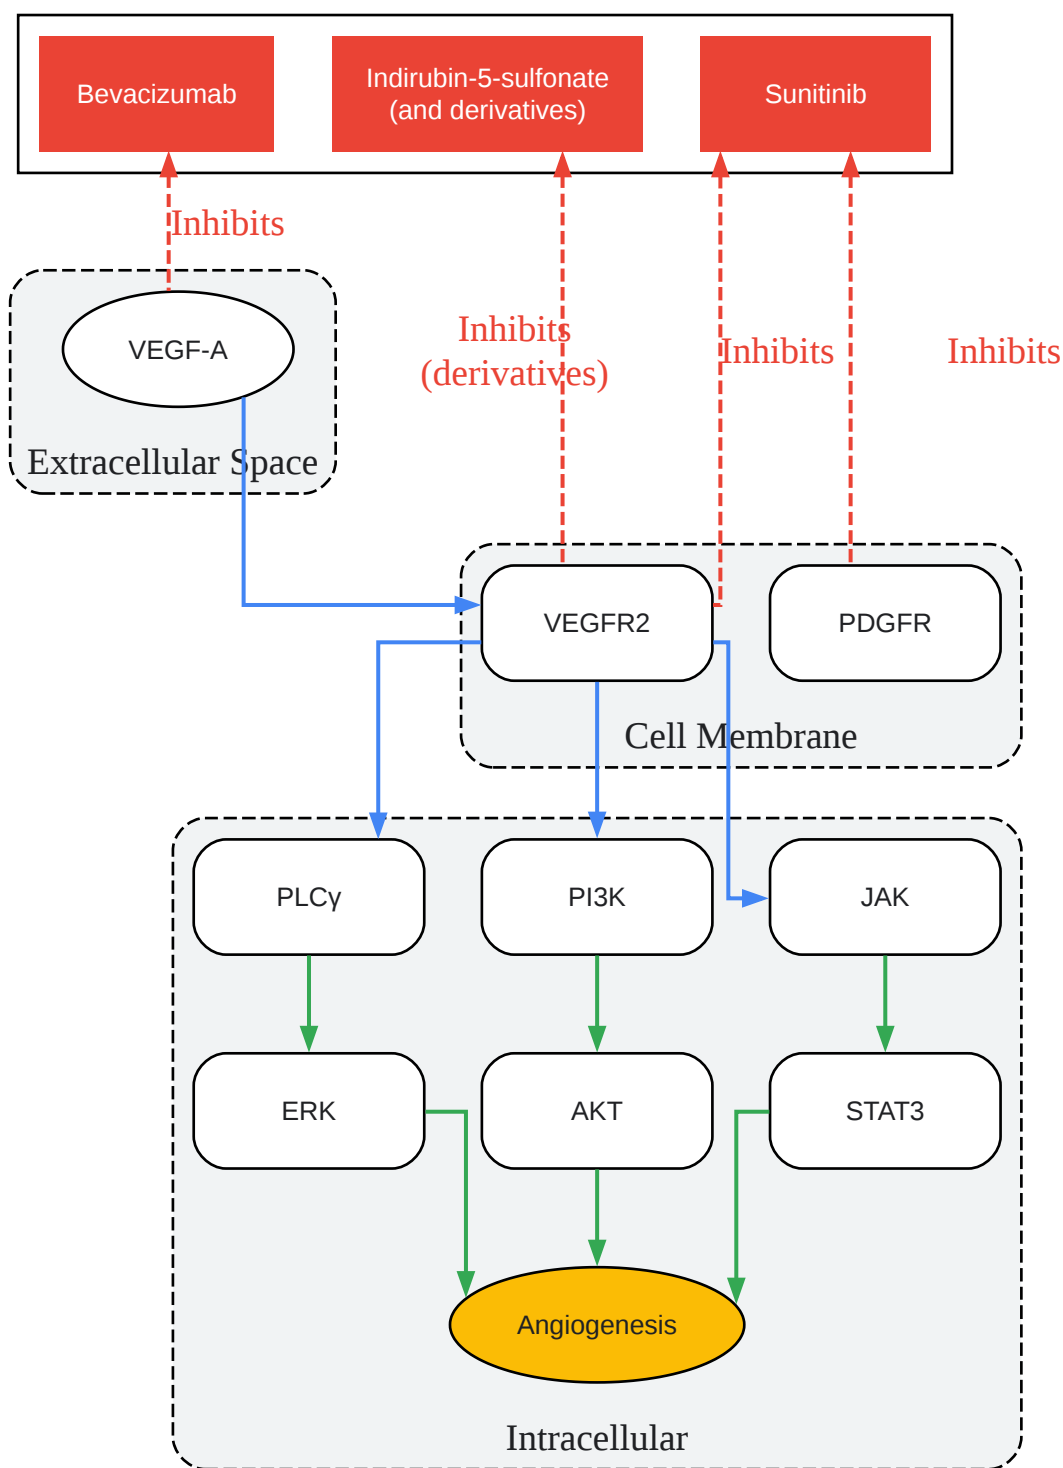 Bevacizumab
Indirubin-5-sulfonate
(and derivatives)
Sunitinib
Inhibits
Inhibits
(derivatives)
Inhibits
Inhibits
VEGF-A
Extracellular Space
VEGFR2
PDGFR
Cell Membrane
PLCγ
PI3K
JAK
ERK
AKT
STAT3
Angiogenesis
Intracellular